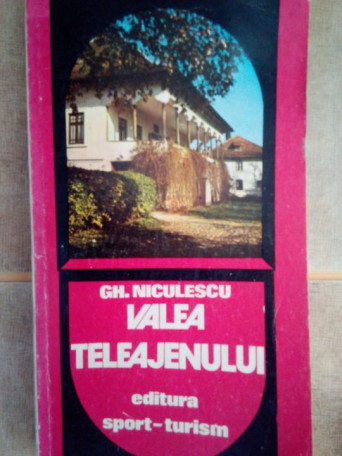 GH. NICULESCU
VALEA
TELEAJENULUI
editura
sport-turism